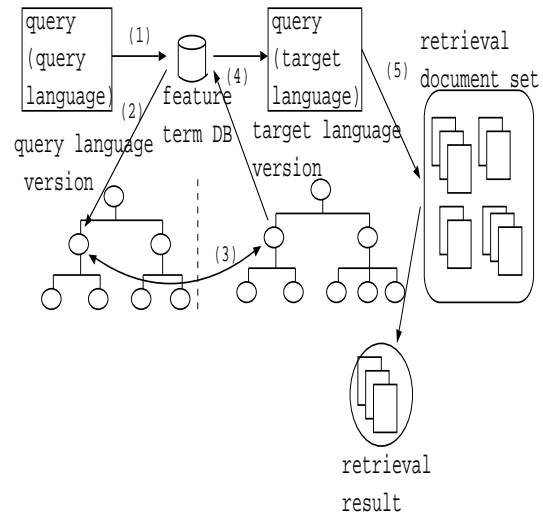 query
(query
language)
(1)
feature
term DB
(4)
query
(target
language)
(5)
retrieval
document set
(2)
query language
version
target language
version
(3)
retrieval
result